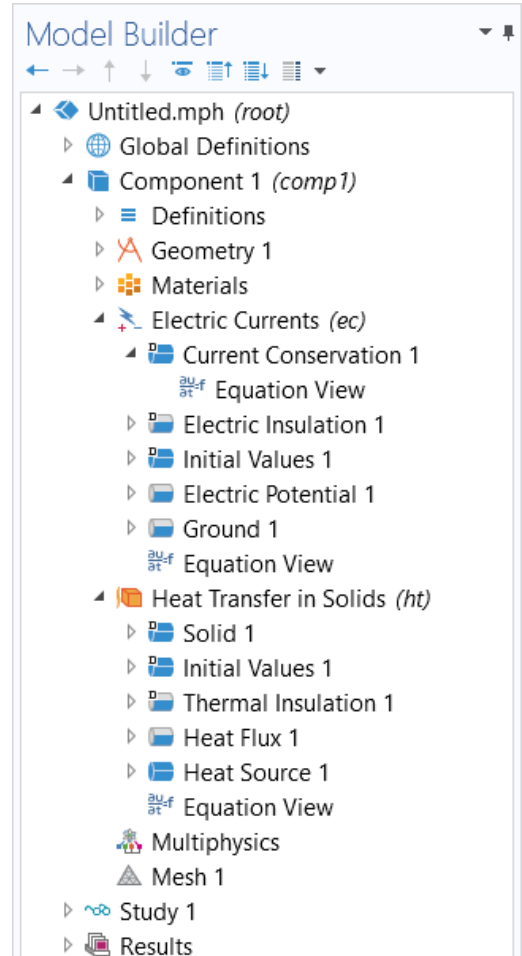 Model Builder
Untitled.mph (root)
Global Definitions
Component 1 (comp1)
Definitions
Geometry 1
Materials
Electric Currents (ec)
Current Conservation 1
Equation View
Electric Insulation 1
Initial Values 1
Electric Potential 1
Ground 1
Equation View
Heat Transfer in Solids (ht)
Solid 1
Initial Values 1
Thermal Insulation 1
Heat Flux 1
Heat Source 1
Equation View
Multiphysics
Mesh 1
Study 1
Results